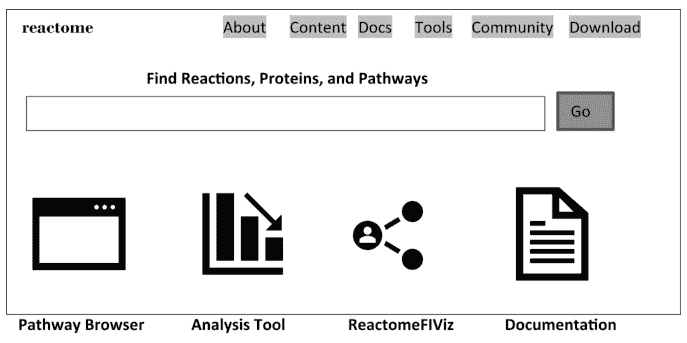 reactome About Content Docs Tools Community Download
Find Reactions, Proteins, and Pathways
Go
Pathway Browser Analysis Tool ReactomeFIViz Documentation